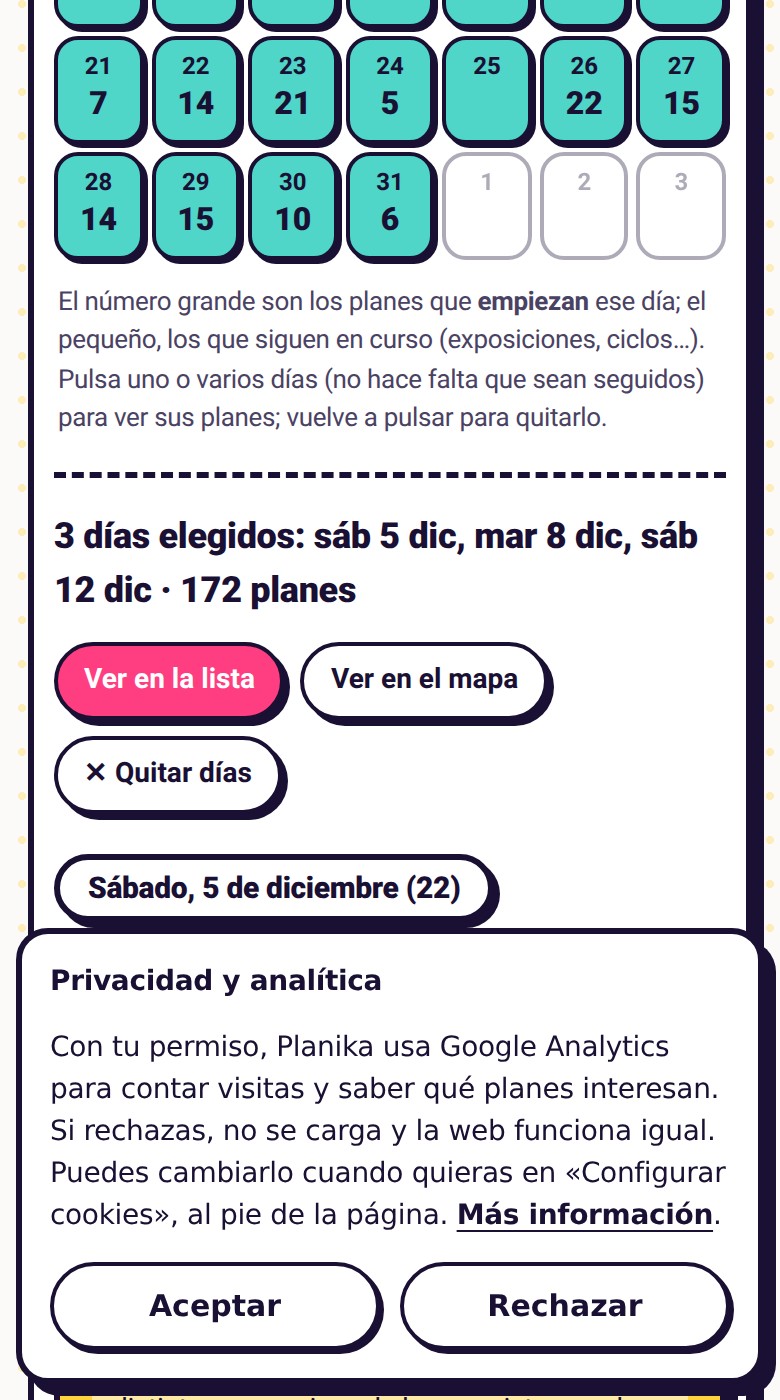 21 22 23 24 25 26 27
7 14 21 5 22 15
28 29 30 31 1 2 3
14 15 10 6
El número grande son los planes que empiezan ese día; el
pequeño, los que siguen en curso (exposiciones, ciclos…).
Pulsa uno o varios días (no hace falta que sean seguidos)
para ver sus planes; vuelve a pulsar para quitarlo.
3 días elegidos: sáb 5 dic, mar 8 dic, sáb
12 dic · 172 planes
Ver en la lista Ver en el mapa
✕ Quitar días
Sábado, 5 de diciembre (22)
Privacidad y analítica
Con tu permiso, Planika usa Google Analytics
para contar visitas y saber qué planes interesan.
Si rechazas, no se carga y la web funciona igual.
Puedes cambiarlo cuando quieras en «Configurar
cookies», al pie de la página. Más información.
Aceptar Rechazar